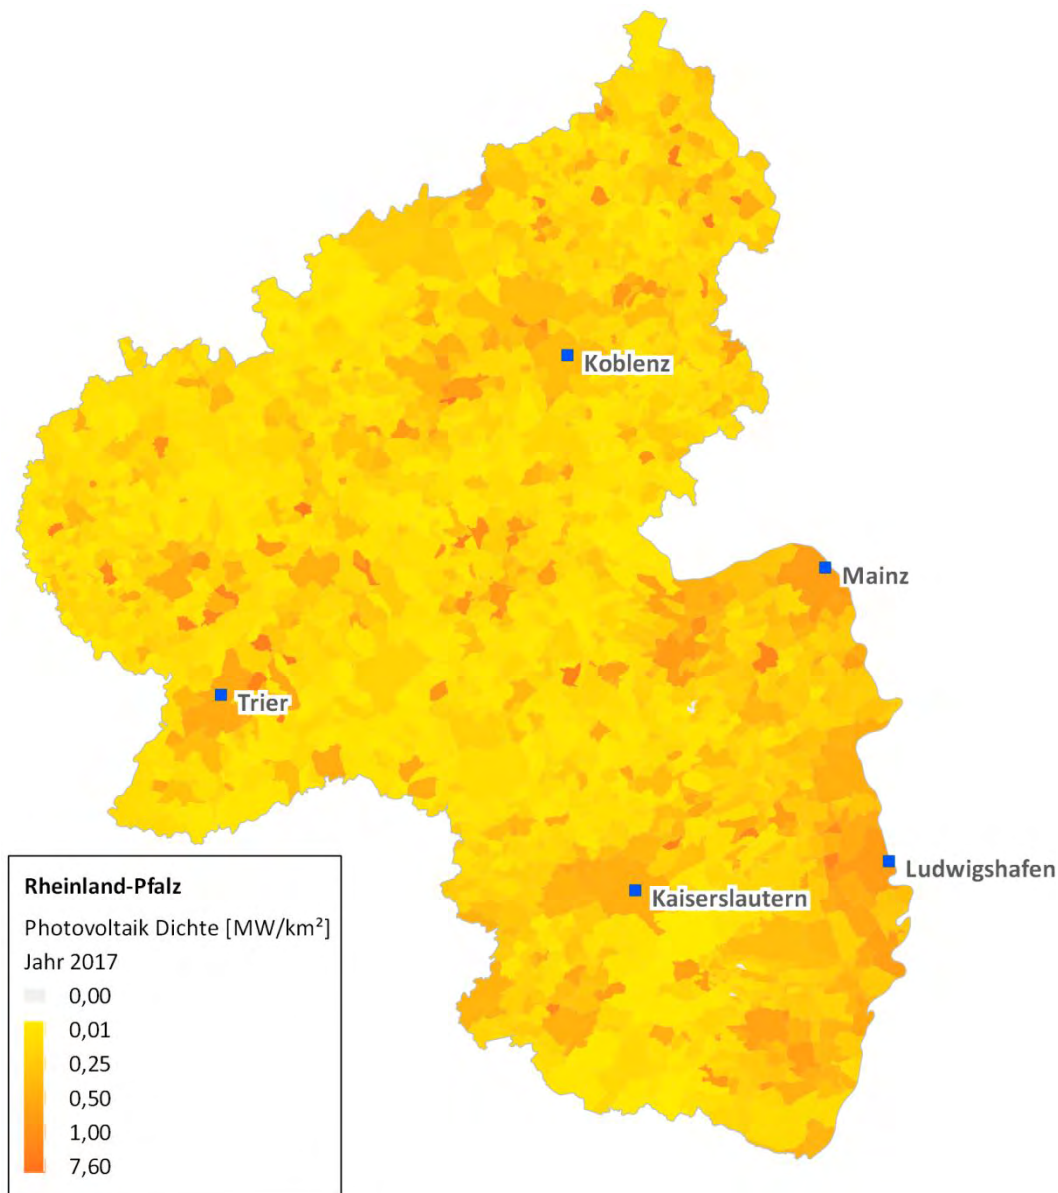 Koblenz
Mainz
Trier
Ludwigshafen
Kaiserslautern
Rheinland-Pfalz
Photovoltaik Dichte [MW/km²]
Jahr 2017
0,00
0,01
0,25
0,50
1,00
7,60